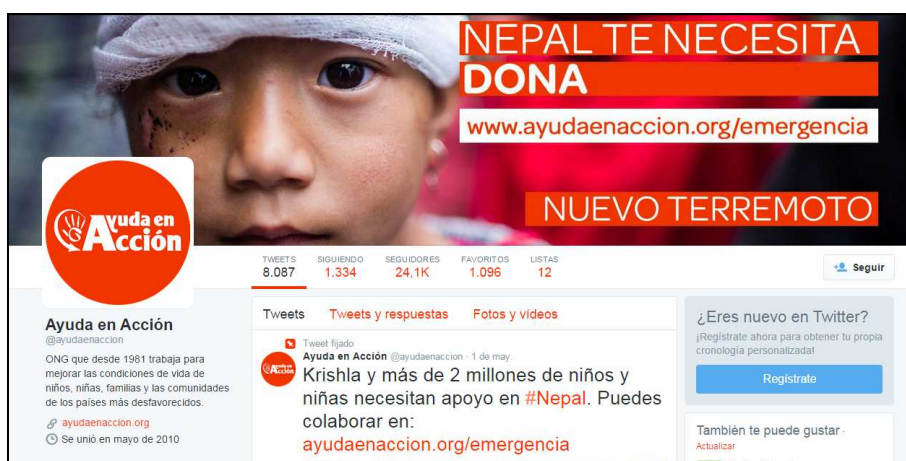 NEPAL TE NECESITA
DONA
www.ayudaenaccion.org/emergencia
NUEVO TERREMOTO
Ayuda en
Acción
TWEETS SIGUIENDO SEGUIDORES FAVORITOS LISTAS
8.087 1.334 24,1K 1.096 12
Seguir
Ayuda en Acción
@ayudaenaccion
ONG que desde 1981 trabaja para
mejorar las condiciones de vida de
niños, niñas, familias y las comunidades
de los países más desfavorecidos.
ayudaenaccion.org
Se unió en mayo de 2010
Tweets Tweets y respuestas Fotos y vídeos
Tweet fijado
Ayuda en Acción @ayudaenaccion · 1 de may.
Krishla y más de 2 millones de niños y
niñas necesitan apoyo en #Nepal. Puedes
colaborar en:
ayudaenaccion.org/emergencia
¿Eres nuevo en Twitter?
¡Regístrate ahora para obtener tu propia
cronología personalizada!
Regístrate
También te puede gustar ·
Actualizar